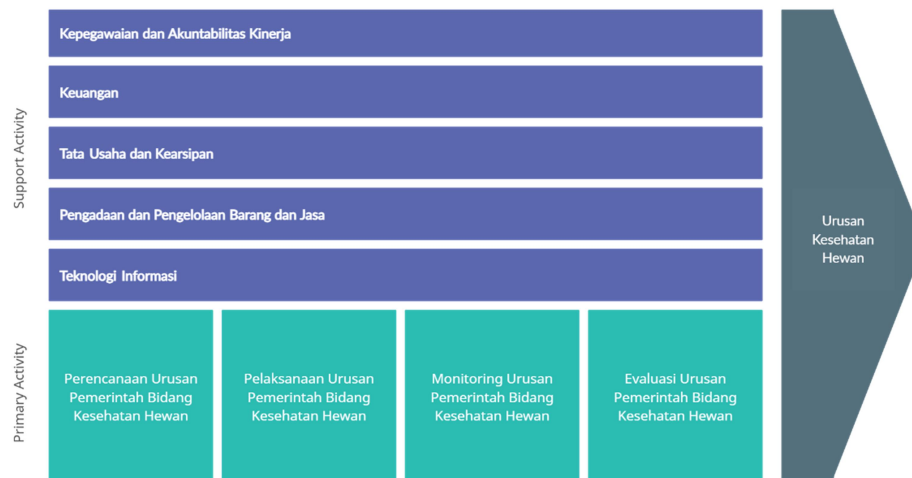 Support Activity
Kepegawaian dan Akuntabilitas Kinerja
Keuangan
Tata Usaha dan Kearsipan
Pengadaan dan Pengelolaan Barang dan Jasa
Teknologi Informasi
Primary Activity
Perencanaan Urusan
Pemerintah Bidang
Kesehatan Hewan
Pelaksanaan Urusan
Pemerintah Bidang
Kesehatan Hewan
Monitoring Urusan
Pemerintah Bidang
Kesehatan Hewan
Evaluasi Urusan
Pemerintah Bidang
Kesehatan Hewan
Urusan
Kesehatan
Hewan